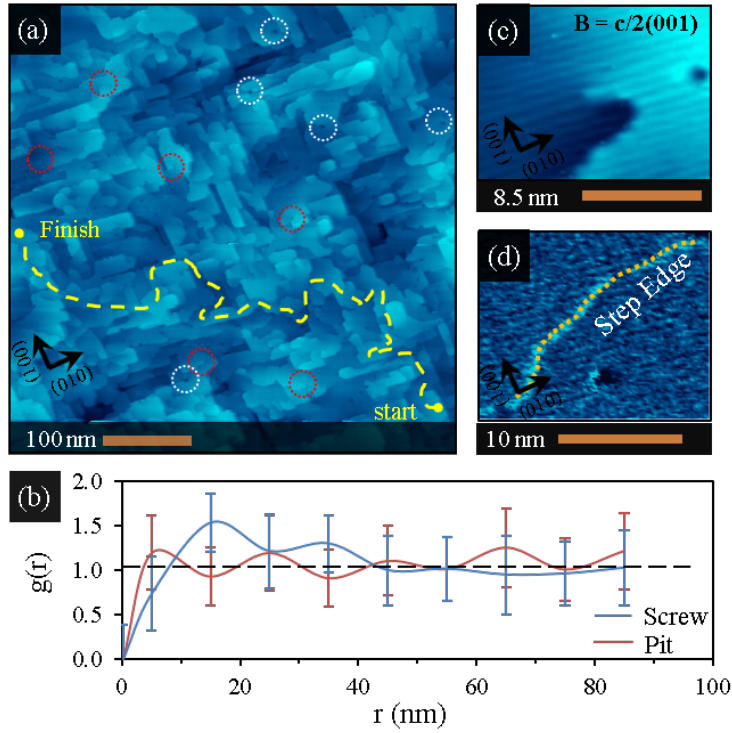 (a)
Finish
start
(001)
(010)
100 nm
(c)
B = c/2(001)
(001)
(010)
8.5 nm
(d)
Step Edge
(001)
(010)
10 nm
(b)
g(r)
2.0
1.5
1.0
0.5
0.0
Screw
Pit
0 20 40 60 80 100
r (nm)